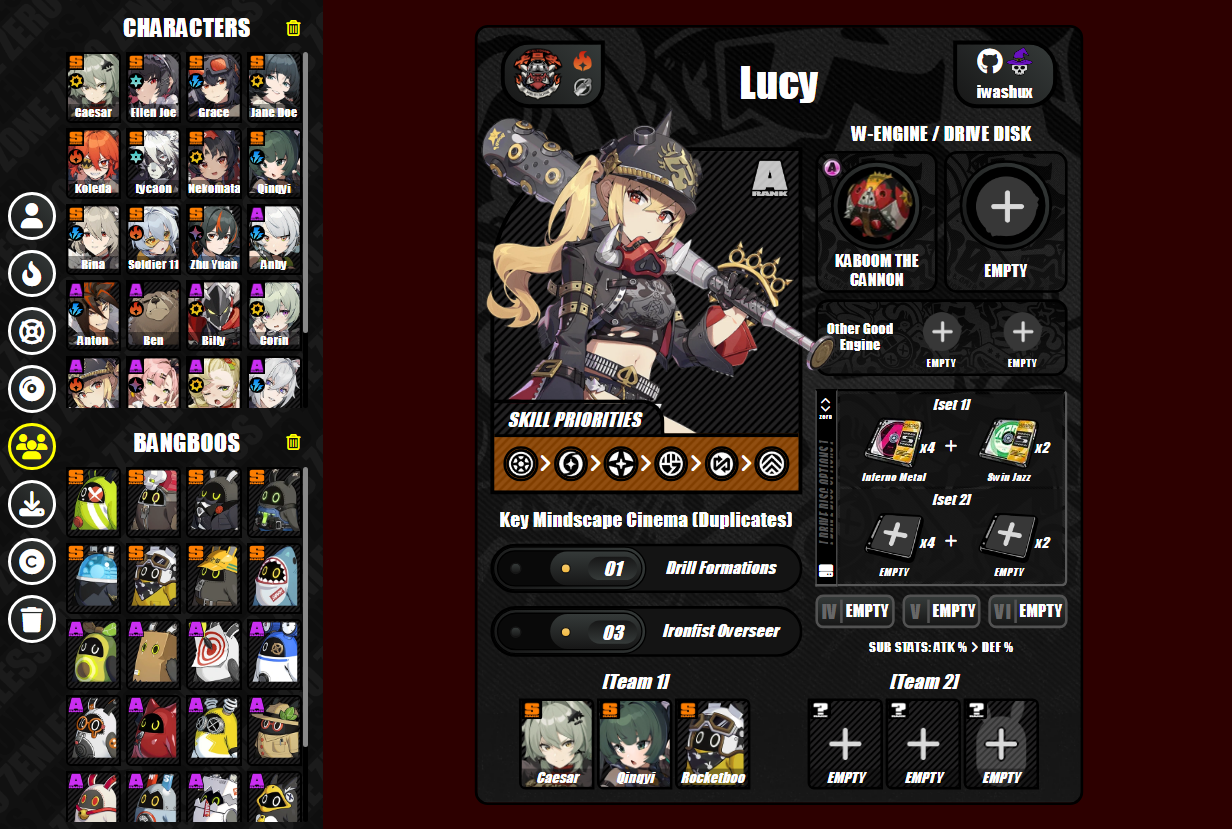 CHARACTERS
S S S S
Caesar Ellen Joe Grace Jane Doe
S S S S
Koleda Lycaon Nekomata Qingyi
S S S A
Rina Soldier 11 Zhu Yuan Anby
A A A A
Anton Ben Billy Corin
A A A A
BANGBOOS
S S S S
S S S S
A A A A
A A A A
A A A A
Lucy
iwashux
A
RANK
W-ENGINE / DRIVE DISK
A
KABOOM THE
CANNON
EMPTY
Other Good
Engine
EMPTY EMPTY
SKILL PRIORITIES
zero
[set 1]
x4 + x2
Inferno Metal Swin Jazz
[set 2]
x4 + x2
EMPTY EMPTY
IV EMPTY V EMPTY VI EMPTY
SUB STATS: ATK % > DEF %
Key Mindscape Cinema (Duplicates)
01 Drill Formations
03 Ironfist Overseer
[Team 1] [Team 2]
S S S ? ? ?
Caesar Qingyi Rocketboo EMPTY EMPTY EMPTY